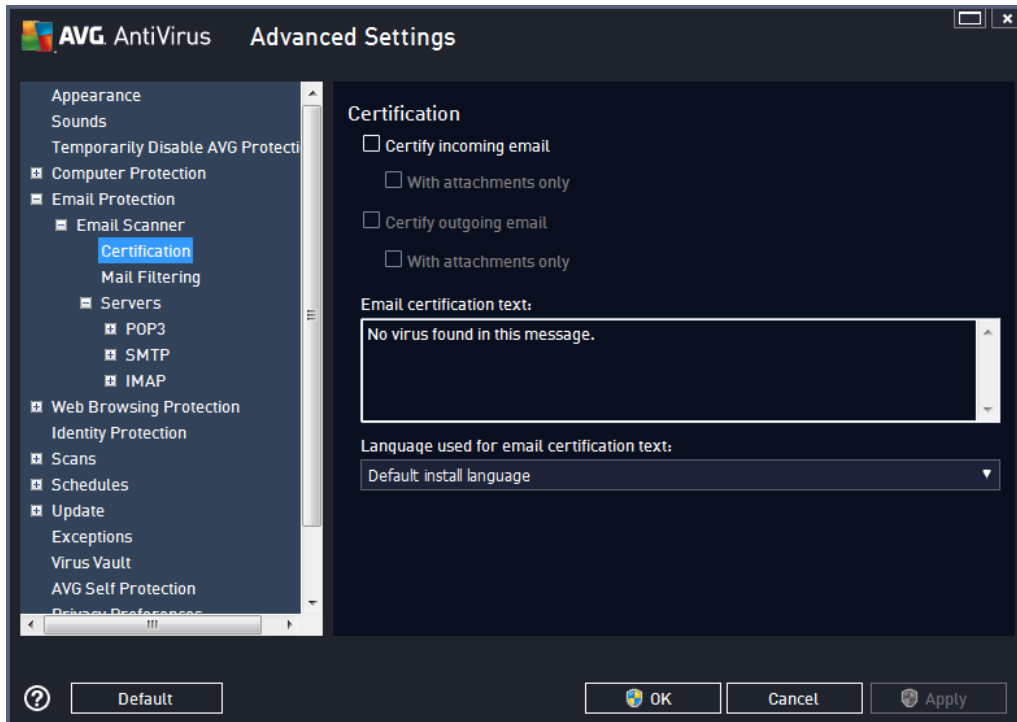 AVG AntiVirus Advanced Settings
Appearance
Sounds
Temporarily Disable AVG Protecti
Computer Protection
Email Protection
Email Scanner
Certification
Mail Filtering
Servers
POP3
SMTP
IMAP
Web Browsing Protection
Identity Protection
Scans
Schedules
Update
Exceptions
Virus Vault
AVG Self Protection
Privacy Preferences
Certification
Certify incoming email
With attachments only
Certify outgoing email
With attachments only
Email certification text:
No virus found in this message.
Language used for email certification text:
Default install language
? Default OK Cancel Apply